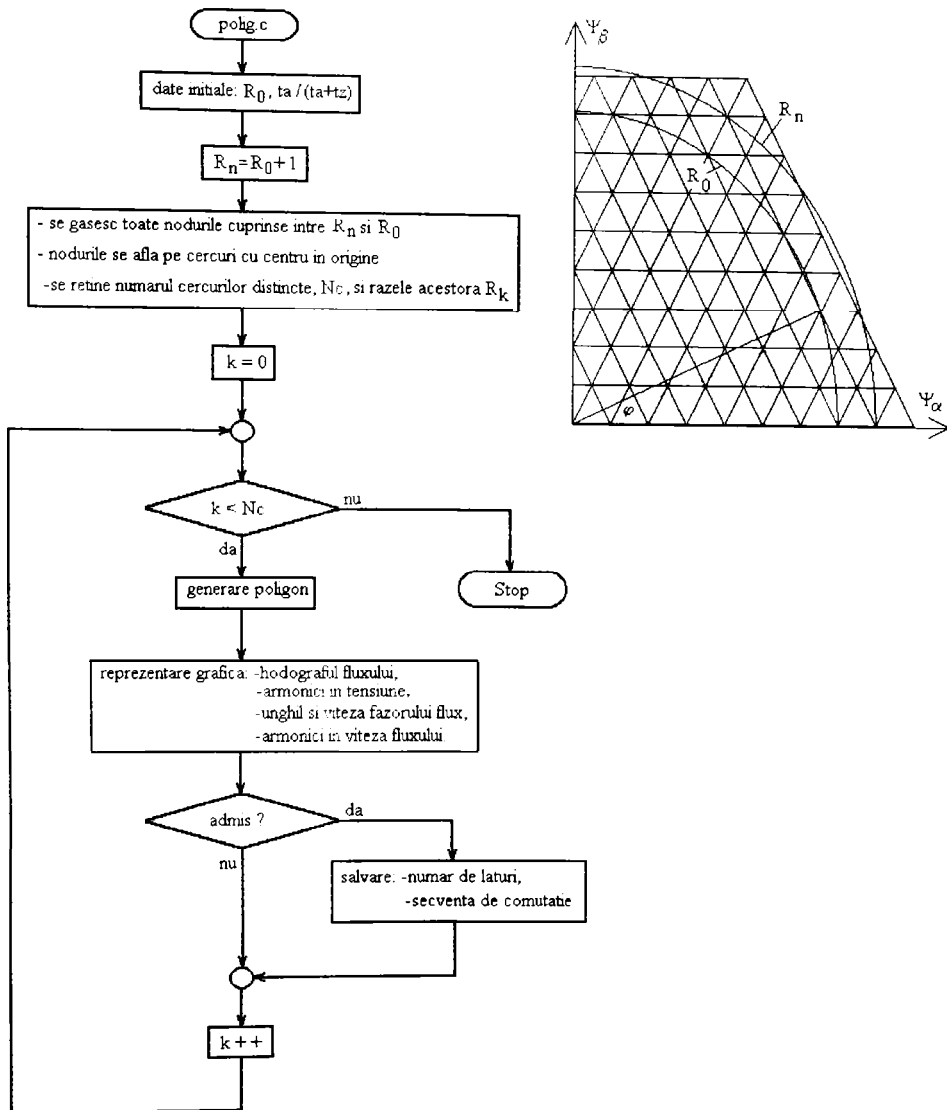 polig.c
date initiale: R₀, ta /(ta+tz)
Rₙ=R₀+1
- se gasesc toate nodurile cuprinse intre Rₙ si R₀
- nodurile se afla pe cercuri cu centru in origine
-se retine numarul cercurilor distincte, Nc, si razele acestora Rₖ
k = 0
k < Nc
nu
da
Stop
generare poligon
reprezentare grafica: -hodograful fluxului,
-armonici in tensiune,
-unghil si viteza fazorului flux,
-armonici in viteza fluxului.
admis ?
da
nu
salvare: -numar de laturi,
-secventa de comutatie
k + +
Ψβ
Rₙ
R₀
φ
Ψα